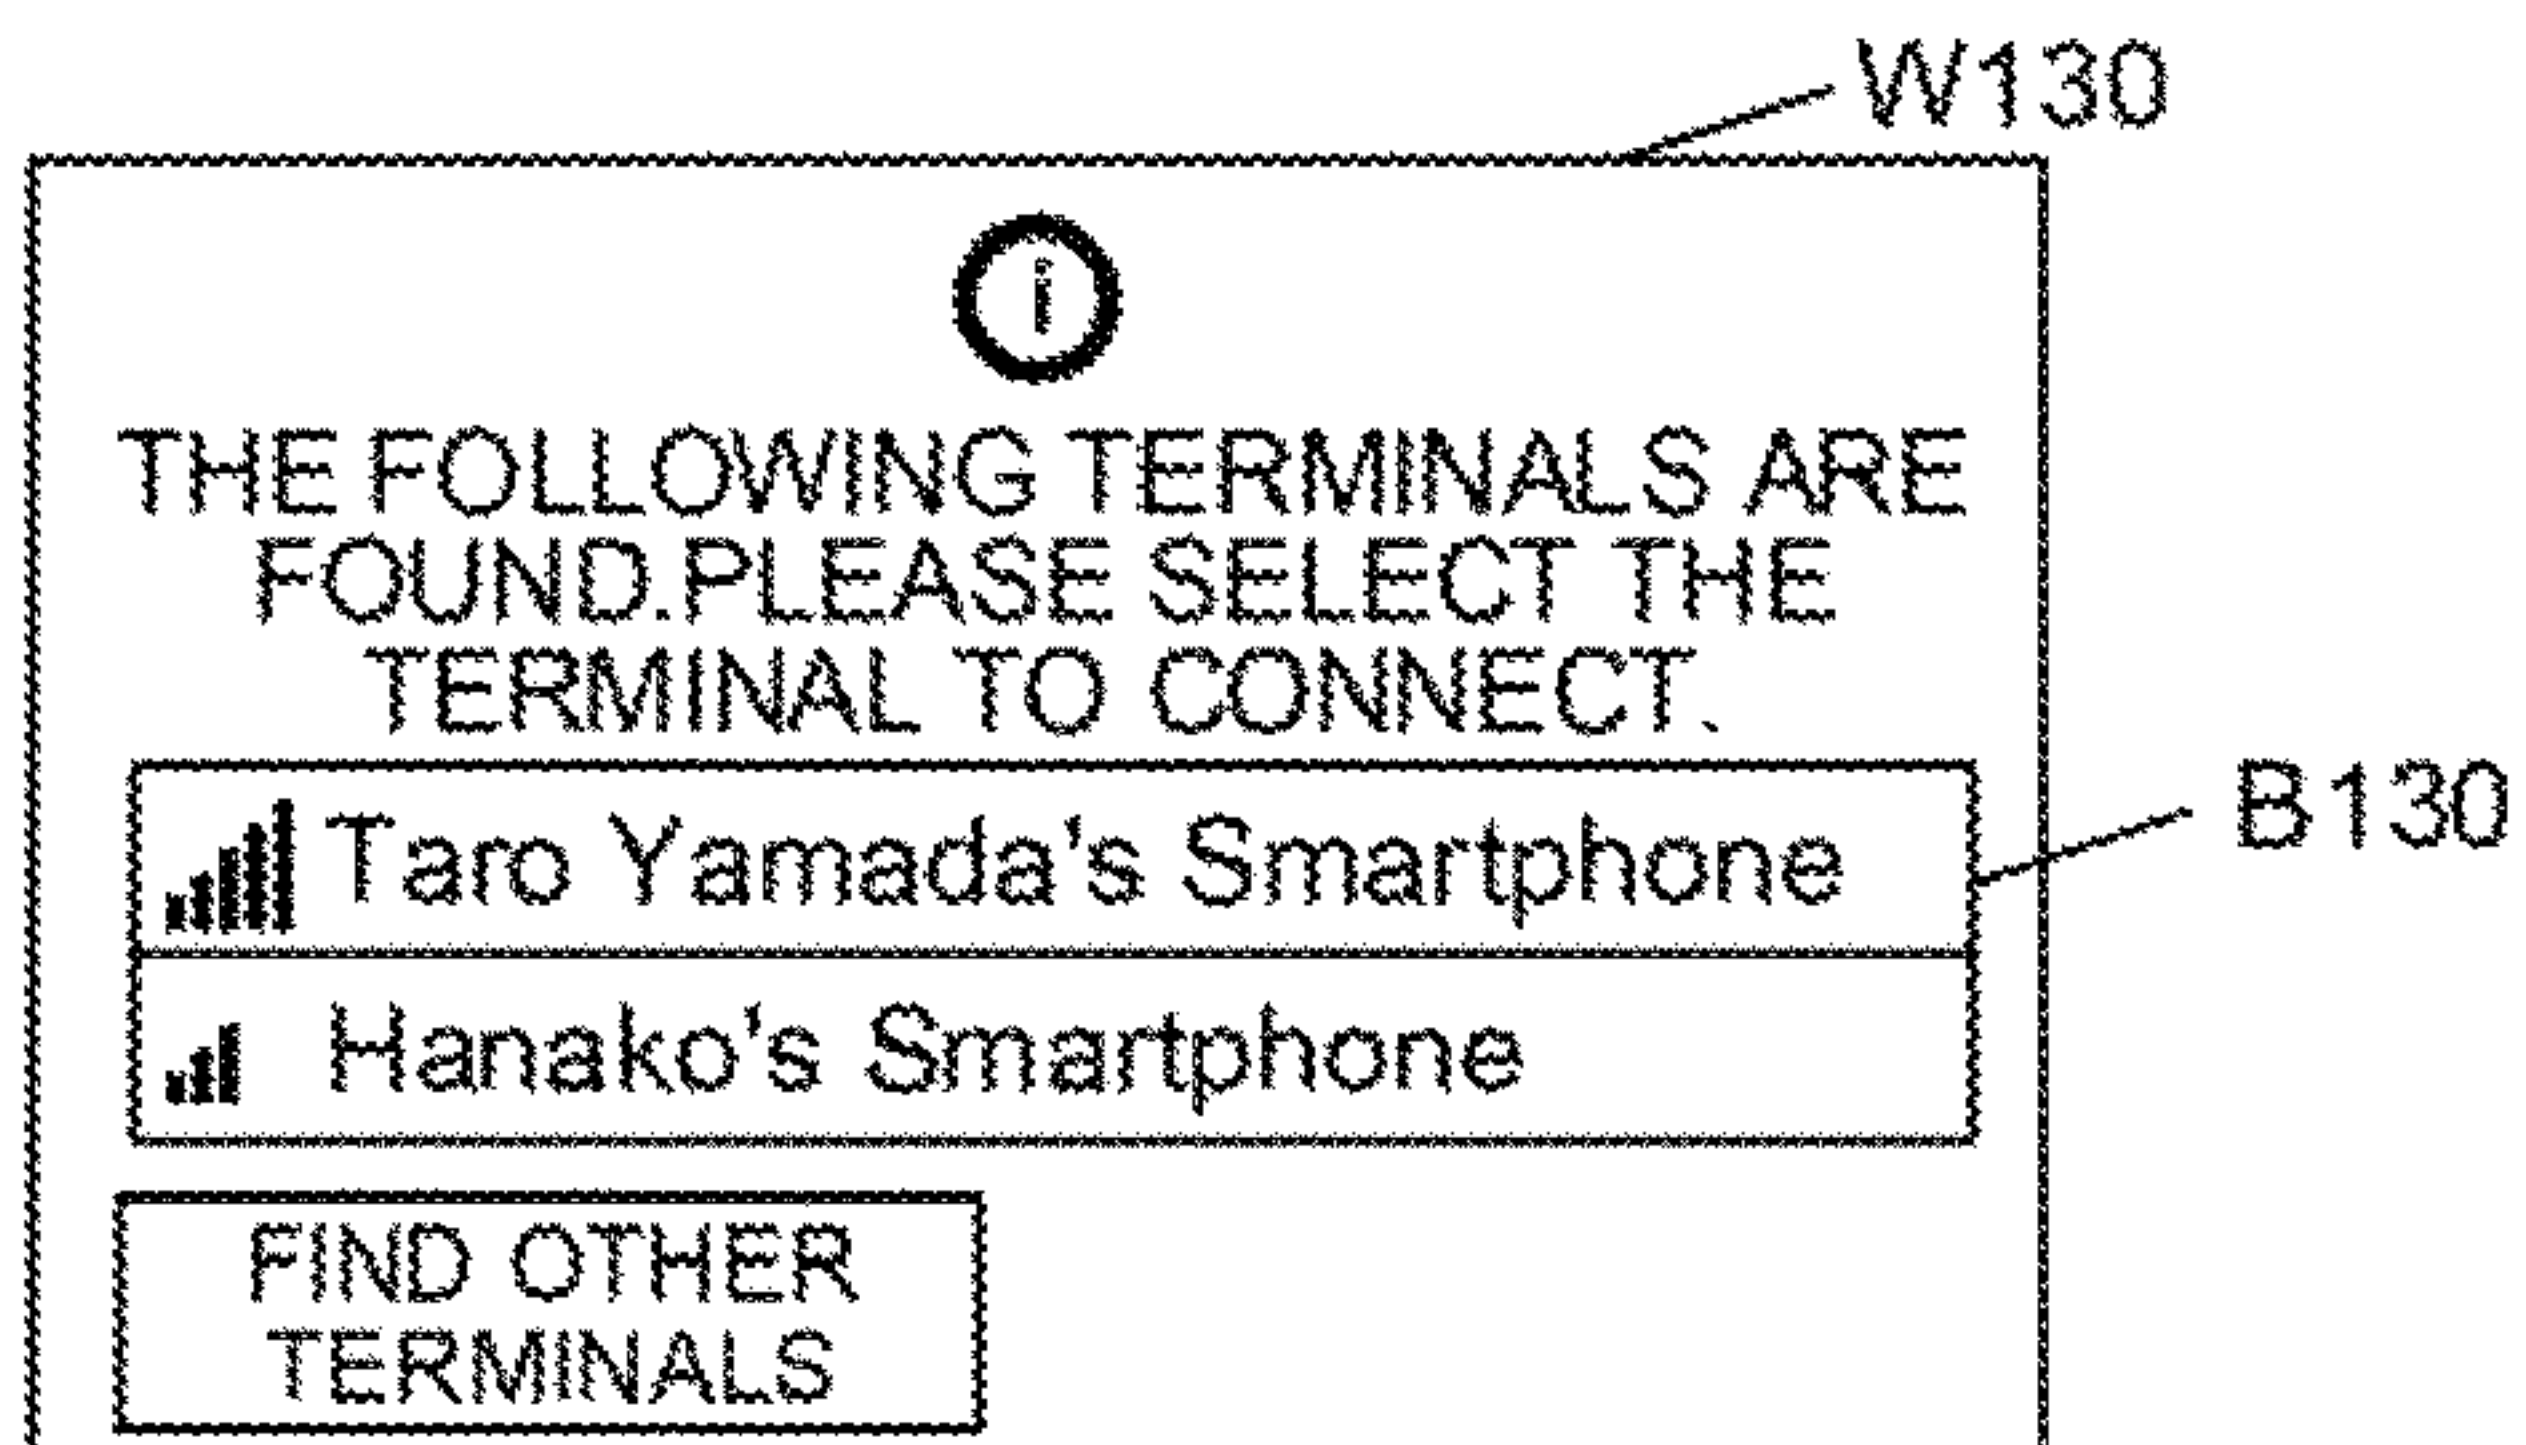 W130
i
THE FOLLOWING TERMINALS ARE
FOUND.PLEASE SELECT THE
TERMINAL TO CONNECT.
Taro Yamada's Smartphone
B130
Hanako's Smartphone
FIND OTHER
TERMINALS